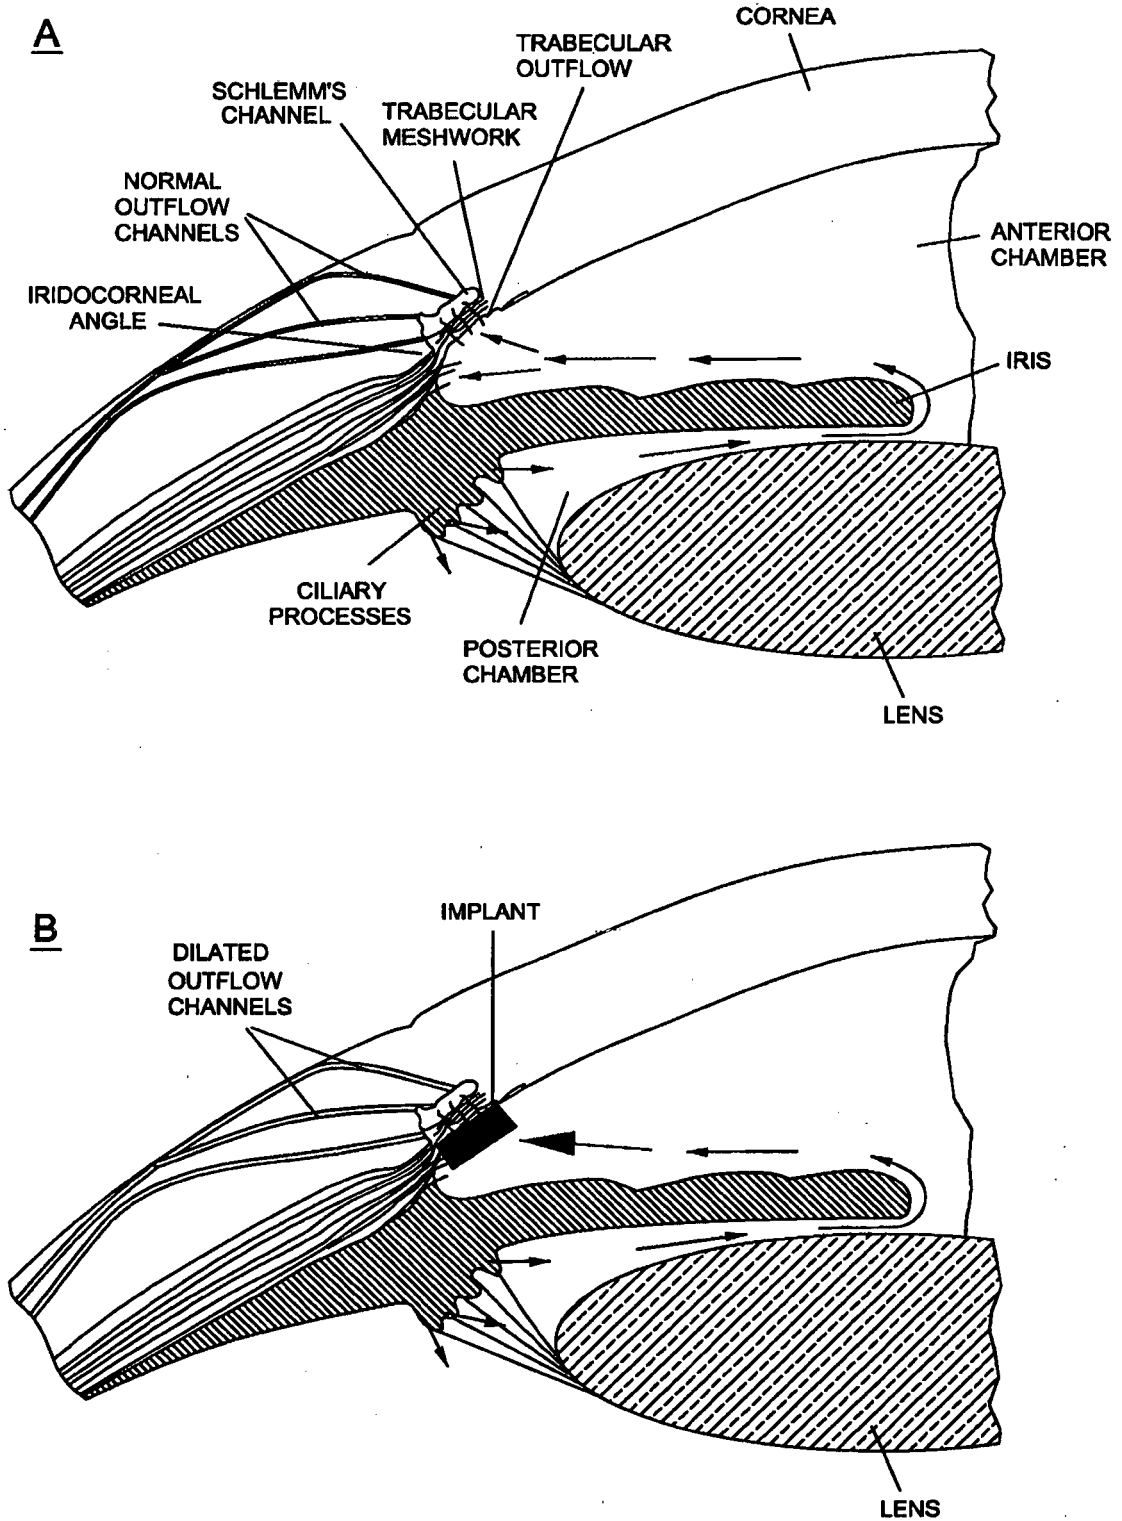 A
CORNEA
TRABECULAR
OUTFLOW
SCHLEMM'S
CHANNEL
TRABECULAR
MESHWORK
NORMAL
OUTFLOW
CHANNELS
ANTERIOR
CHAMBER
IRIDOCORNEAL
ANGLE
IRIS
CILIARY
PROCESSES
POSTERIOR
CHAMBER
LENS
B
IMPLANT
DILATED
OUTFLOW
CHANNELS
LENS